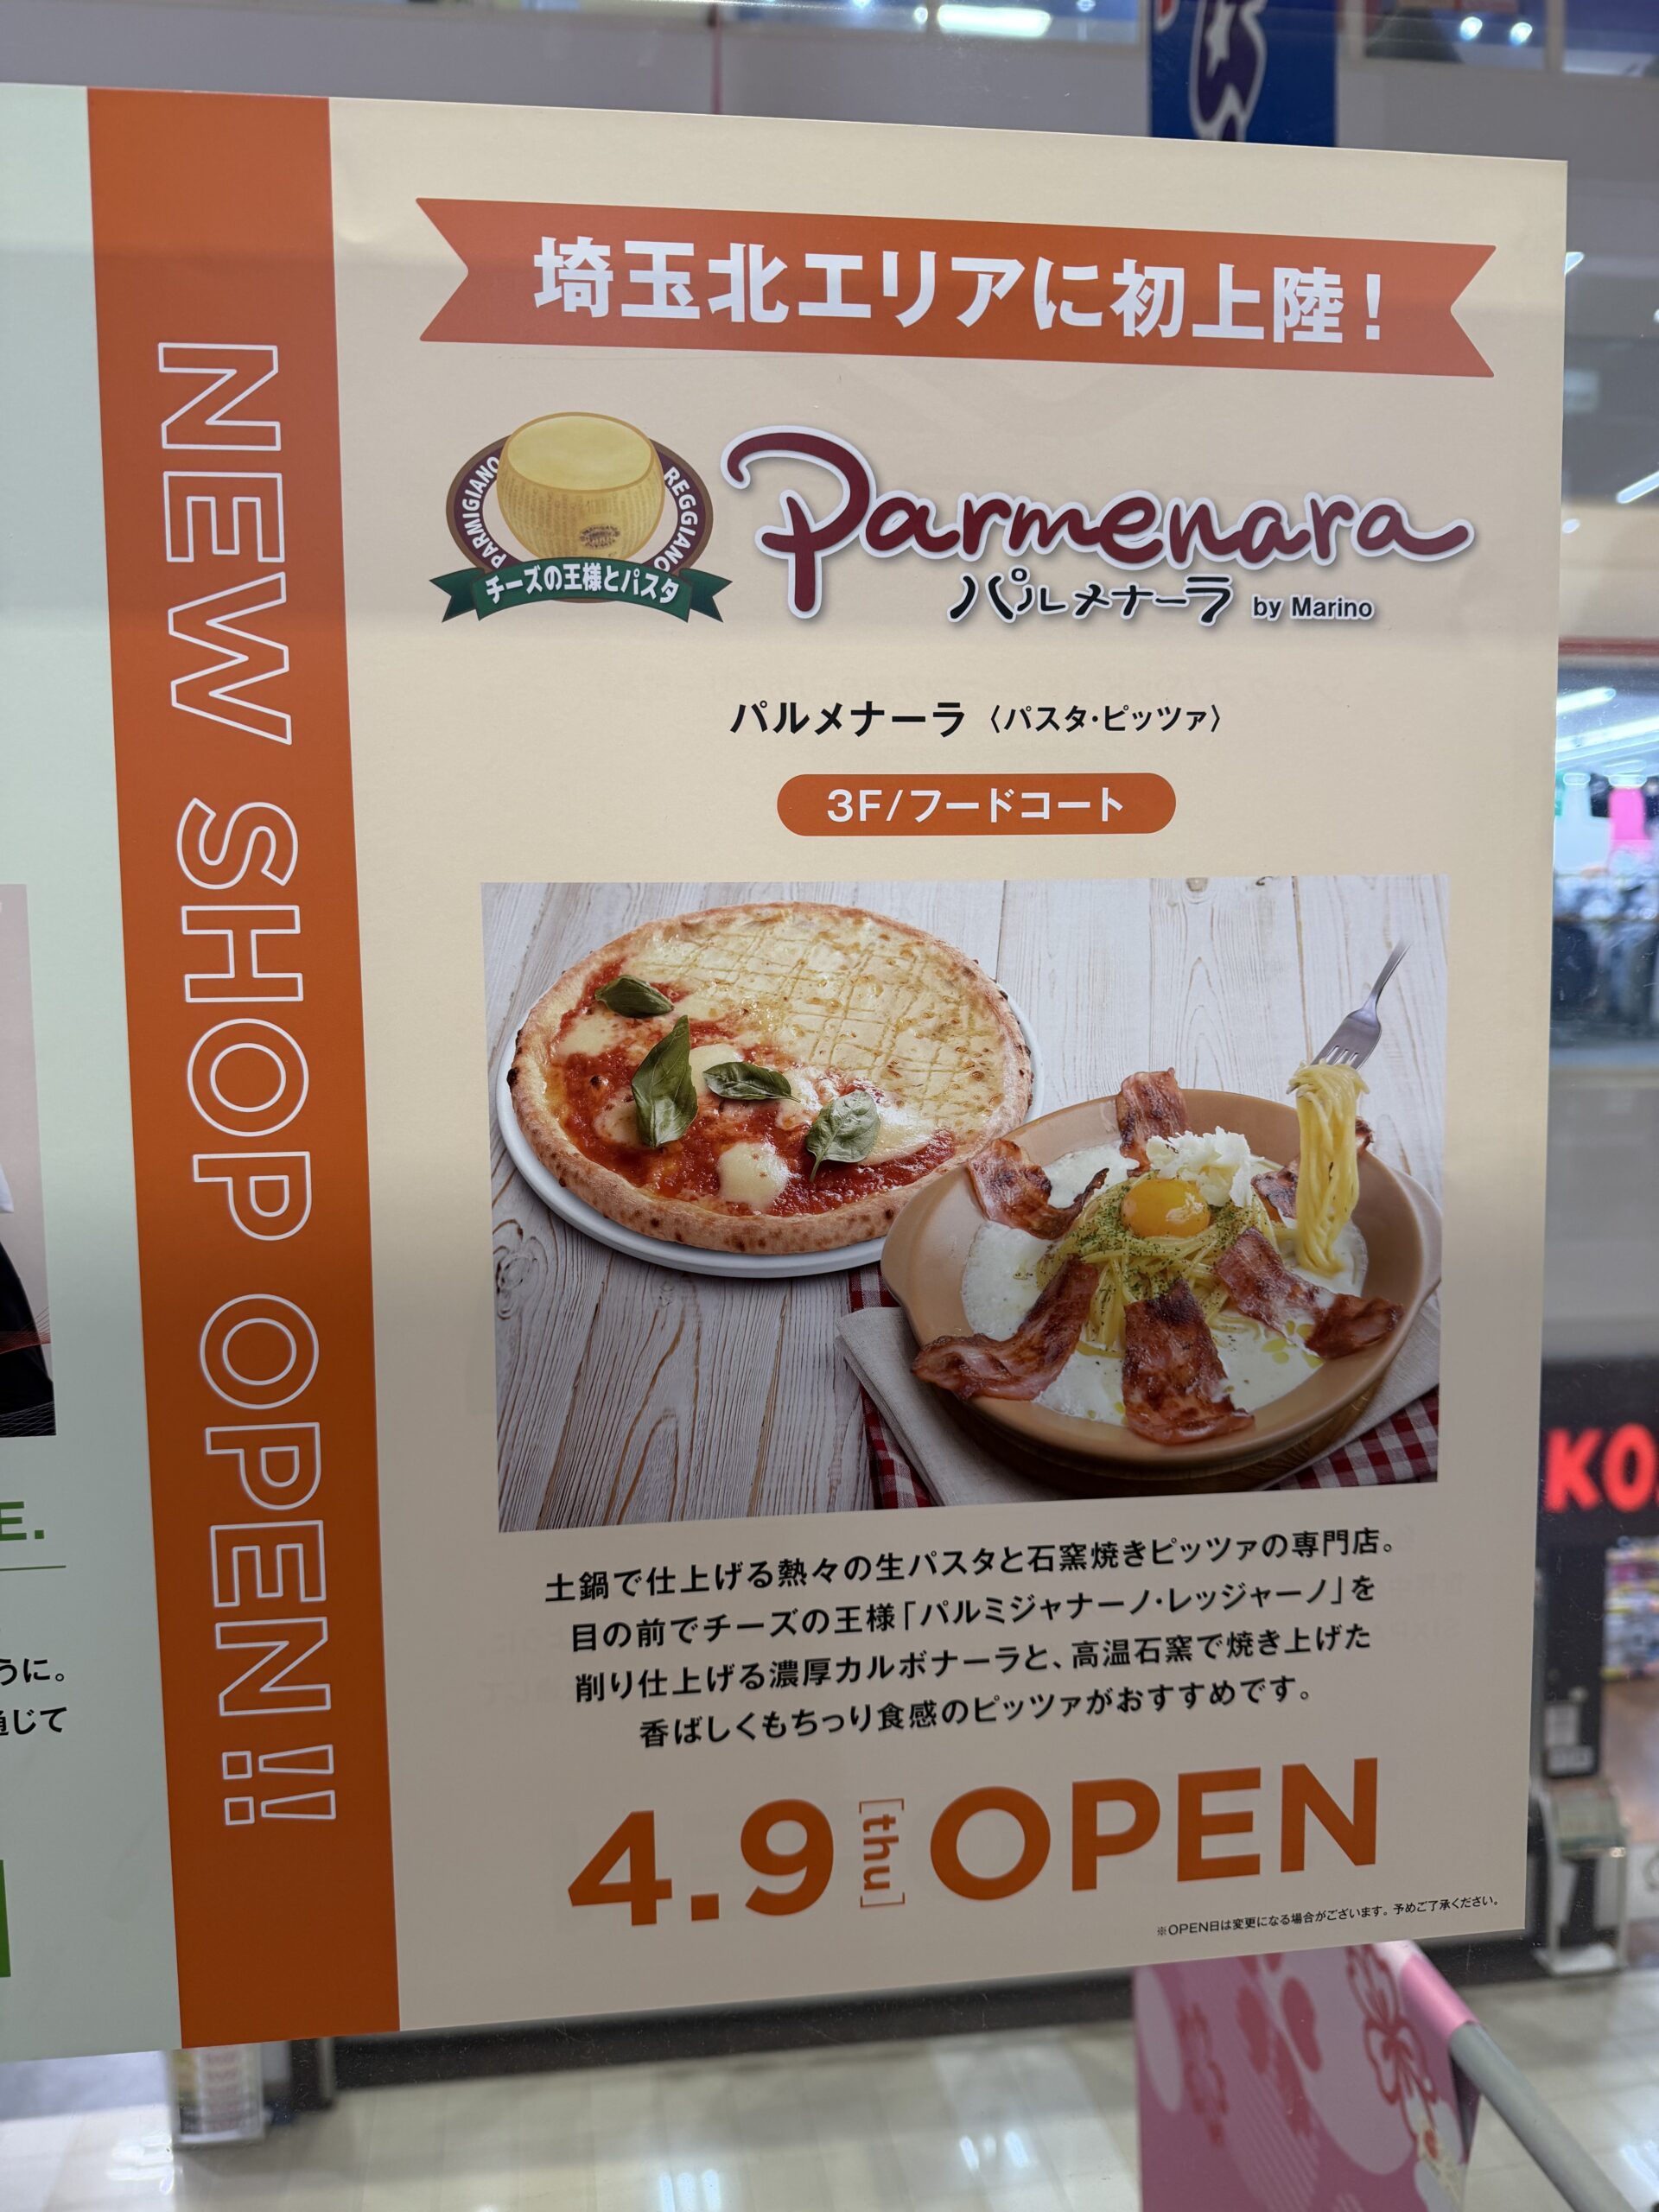 NEW SHOP OPEN!!
埼玉北エリアに初上陸！
PARMIGIANO REGGIANO
チーズの王様とパスタ
Parmenara
パルメナーラ by Marino
パルメナーラ〈パスタ・ピッツァ〉
3F/フードコート
土鍋で仕上げる熱々の生パスタと石窯焼きピッツァの専門店。
目の前でチーズの王様「パルミジャナーノ・レッジャーノ」を
削り仕上げる濃厚カルボナーラと、高温石窯で焼き上げた
香ばしくもちっり食感のピッツァがおすすめです。
4.9 [thu] OPEN
※OPEN日は変更になる場合がございます。予めご了承ください。
E.
うに。
通じて
KO